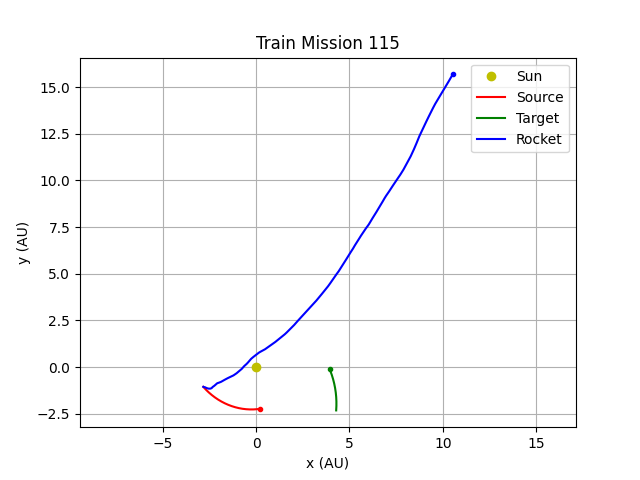 Train Mission 115
Sun
Source
Target
Rocket
15.0
12.5
10.0
7.5
5.0
2.5
0.0
−2.5
y (AU)
−5 0 5 10 15
x (AU)